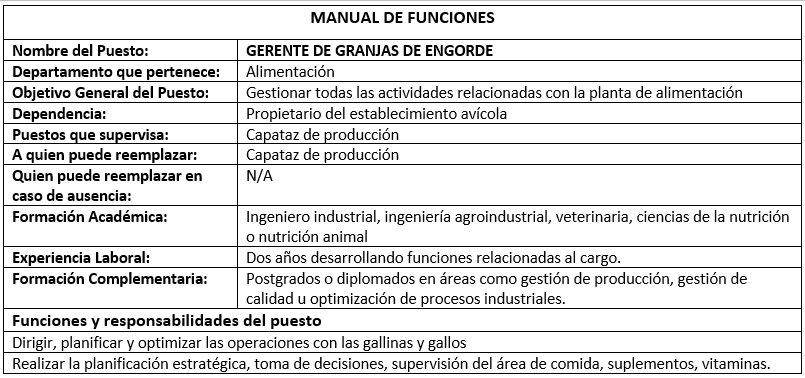 MANUAL DE FUNCIONES
Nombre del Puesto: GERENTE DE GRANJAS DE ENGORDE
Departamento que pertenece: Alimentación
Objetivo General del Puesto: Gestionar todas las actividades relacionadas con la planta de alimentación
Dependencia: Propietario del establecimiento avícola
Puestos que supervisa: Capataz de producción
A quien puede reemplazar: Capataz de producción
Quien puede reemplazar en N/A
caso de ausencia:
Formación Académica: Ingeniero industrial, ingeniería agroindustrial, veterinaria, ciencias de la nutrición
o nutrición animal
Experiencia Laboral: Dos años desarrollando funciones relacionadas al cargo.
Formación Complementaria: Postgrados o diplomados en áreas como gestión de producción, gestión de
calidad u optimización de procesos industriales.
Funciones y responsabilidades del puesto
Dirigir, planificar y optimizar las operaciones con las gallinas y gallos
Realizar la planificación estratégica, toma de decisiones, supervisión del área de comida, suplementos, vitaminas.